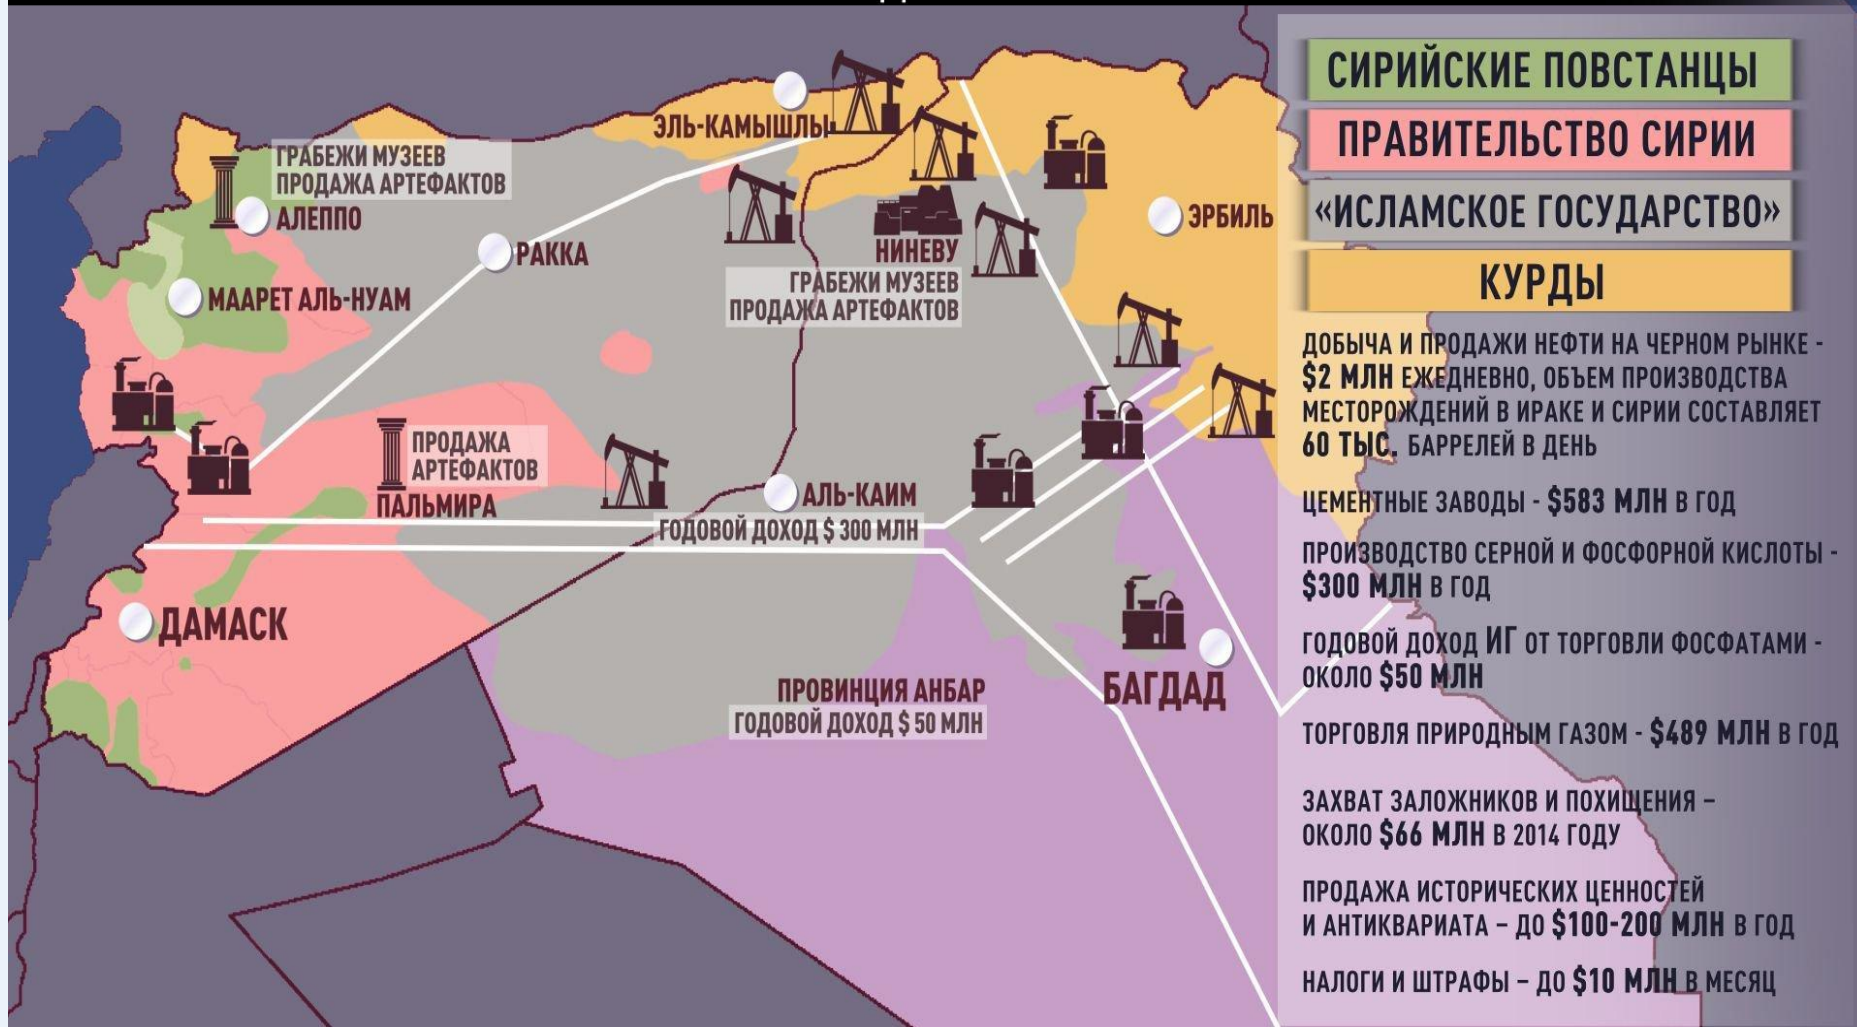 СИРИЙСКИЕ ПОВСТАНЦЫ
ПРАВИТЕЛЬСТВО СИРИИ
«ИСЛАМСКОЕ ГОСУДАРСТВО»
КУРДЫ
ДОБЫЧА И ПРОДАЖИ НЕФТИ НА ЧЕРНОМ РЫНКЕ -
$2 МЛН ЕЖЕДНЕВНО, ОБЪЕМ ПРОИЗВОДСТВА
МЕСТОРОЖДЕНИЙ В ИРАКЕ И СИРИИ СОСТАВЛЯЕТ
60 ТЫС. БАРРЕЛЕЙ В ДЕНЬ
ЦЕМЕНТНЫЕ ЗАВОДЫ - $583 МЛН В ГОД
ПРОИЗВОДСТВО СЕРНОЙ И ФОСФОРНОЙ КИСЛОТЫ -
$300 МЛН В ГОД
ГОДОВОЙ ДОХОД ИГ ОТ ТОРГОВЛИ ФОСФАТАМИ -
ОКОЛО $50 МЛН
ТОРГОВЛЯ ПРИРОДНЫМ ГАЗОМ - $489 МЛН В ГОД
ЗАХВАТ ЗАЛОЖНИКОВ И ПОХИЩЕНИЯ –
ОКОЛО $66 МЛН В 2014 ГОДУ
ПРОДАЖА ИСТОРИЧЕСКИХ ЦЕННОСТЕЙ
И АНТИКВАРИАТА – ДО $100-200 МЛН В ГОД
НАЛОГИ И ШТРАФЫ – ДО $10 МЛН В МЕСЯЦ
ЭЛЬ-КАМЫШЛЫ
ГРАБЕЖИ МУЗЕЕВ
ПРОДАЖА АРТЕФАКТОВ
АЛЕППО
РАККА
МААРЕТ АЛЬ-НУАМ
НИНЕВУ
ГРАБЕЖИ МУЗЕЕВ
ПРОДАЖА АРТЕФАКТОВ
ЭРБИЛЬ
ПРОДАЖА
АРТЕФАКТОВ
ПАЛЬМИРА
АЛЬ-КАИМ
ГОДОВОЙ ДОХОД $ 300 МЛН
ДАМАСК
ПРОВИНЦИЯ АНБАР
ГОДОВОЙ ДОХОД $ 50 МЛН
БАГДАД